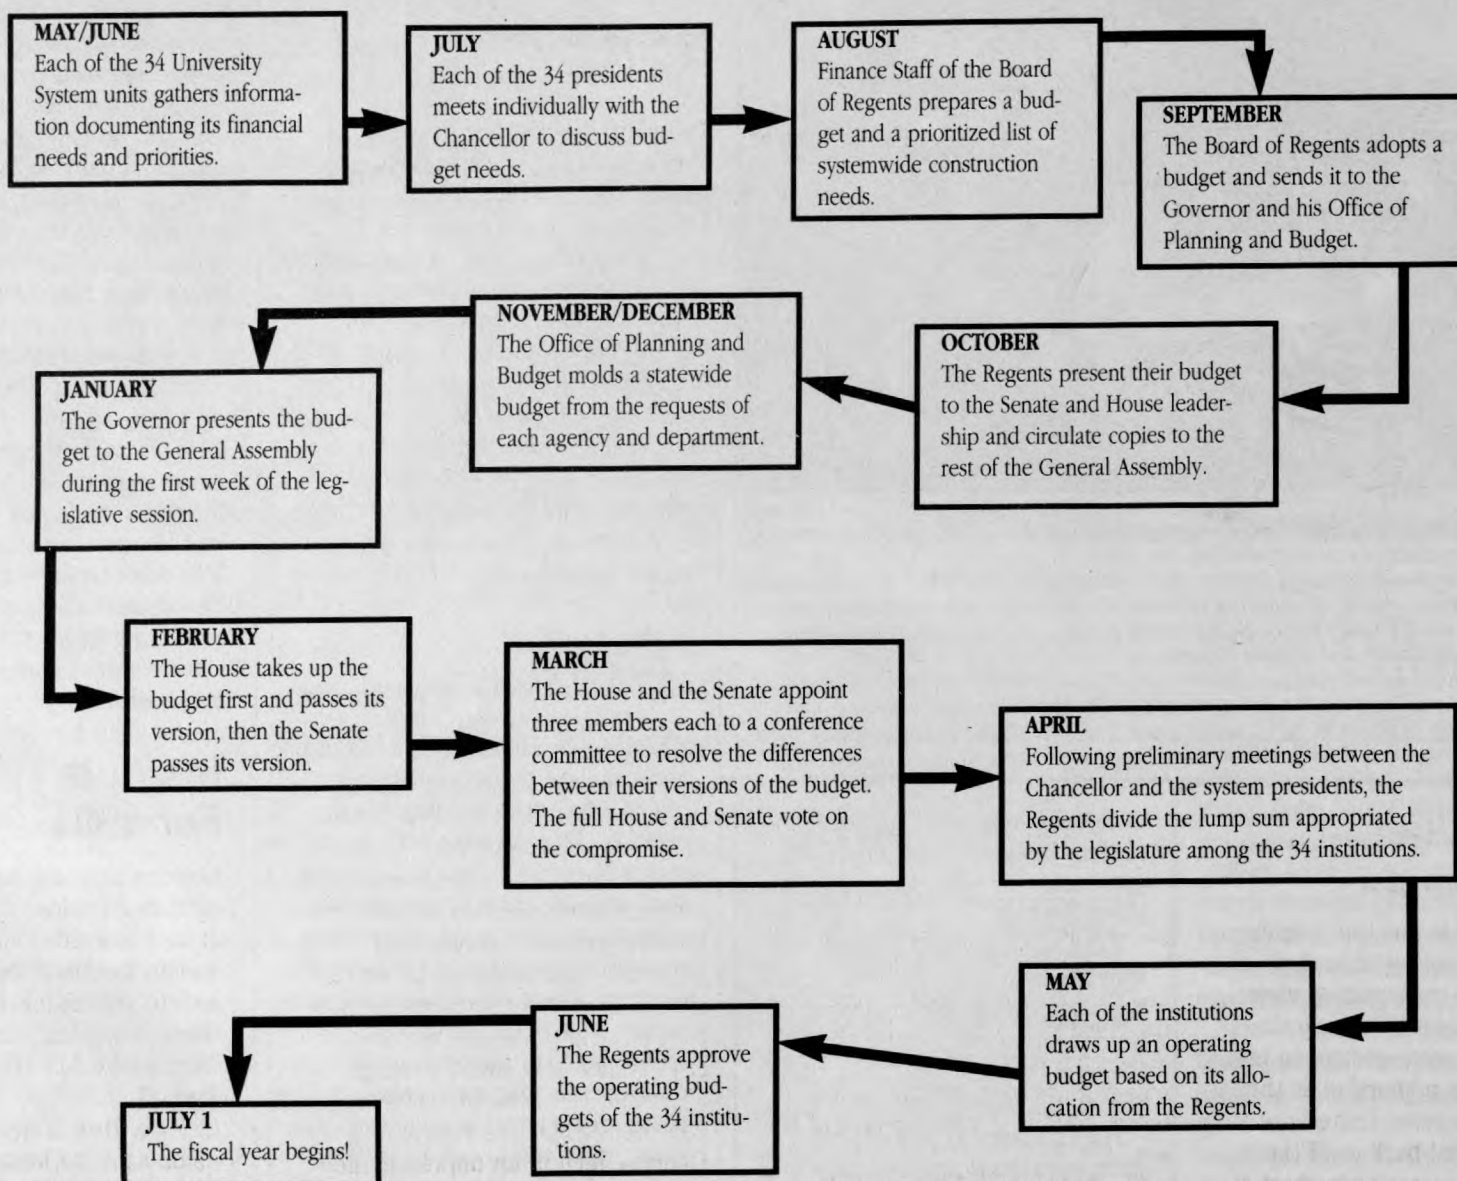 MAY/JUNE
Each of the 34 University
System units gathers informa-
tion documenting its financial
needs and priorities.
JULY
Each of the 34 presidents
meets individually with the
Chancellor to discuss bud-
get needs.
AUGUST
Finance Staff of the Board
of Regents prepares a bud-
get and a prioritized list of
systemwide construction
needs.
SEPTEMBER
The Board of Regents adopts a
budget and sends it to the
Governor and his Office of
Planning and Budget.
OCTOBER
The Regents present their budget
to the Senate and House leader-
ship and circulate copies to the
rest of the General Assembly.
NOVEMBER/DECEMBER
The Office of Planning and
Budget molds a statewide
budget from the requests of
each agency and department.
JANUARY
The Governor presents the bud-
get to the General Assembly
during the first week of the leg-
islative session.
FEBRUARY
The House takes up the
budget first and passes its
version, then the Senate
passes its version.
MARCH
The House and the Senate appoint
three members each to a conference
committee to resolve the differences
between their versions of the budget.
The full House and Senate vote on
the compromise.
APRIL
Following preliminary meetings between the
Chancellor and the system presidents, the
Regents divide the lump sum appropriated
by the legislature among the 34 institutions.
MAY
Each of the institutions
draws up an operating
budget based on its allo-
cation from the Regents.
JUNE
The Regents approve
the operating bud-
gets of the 34 institu-
tions.
JULY 1
The fiscal year begins!